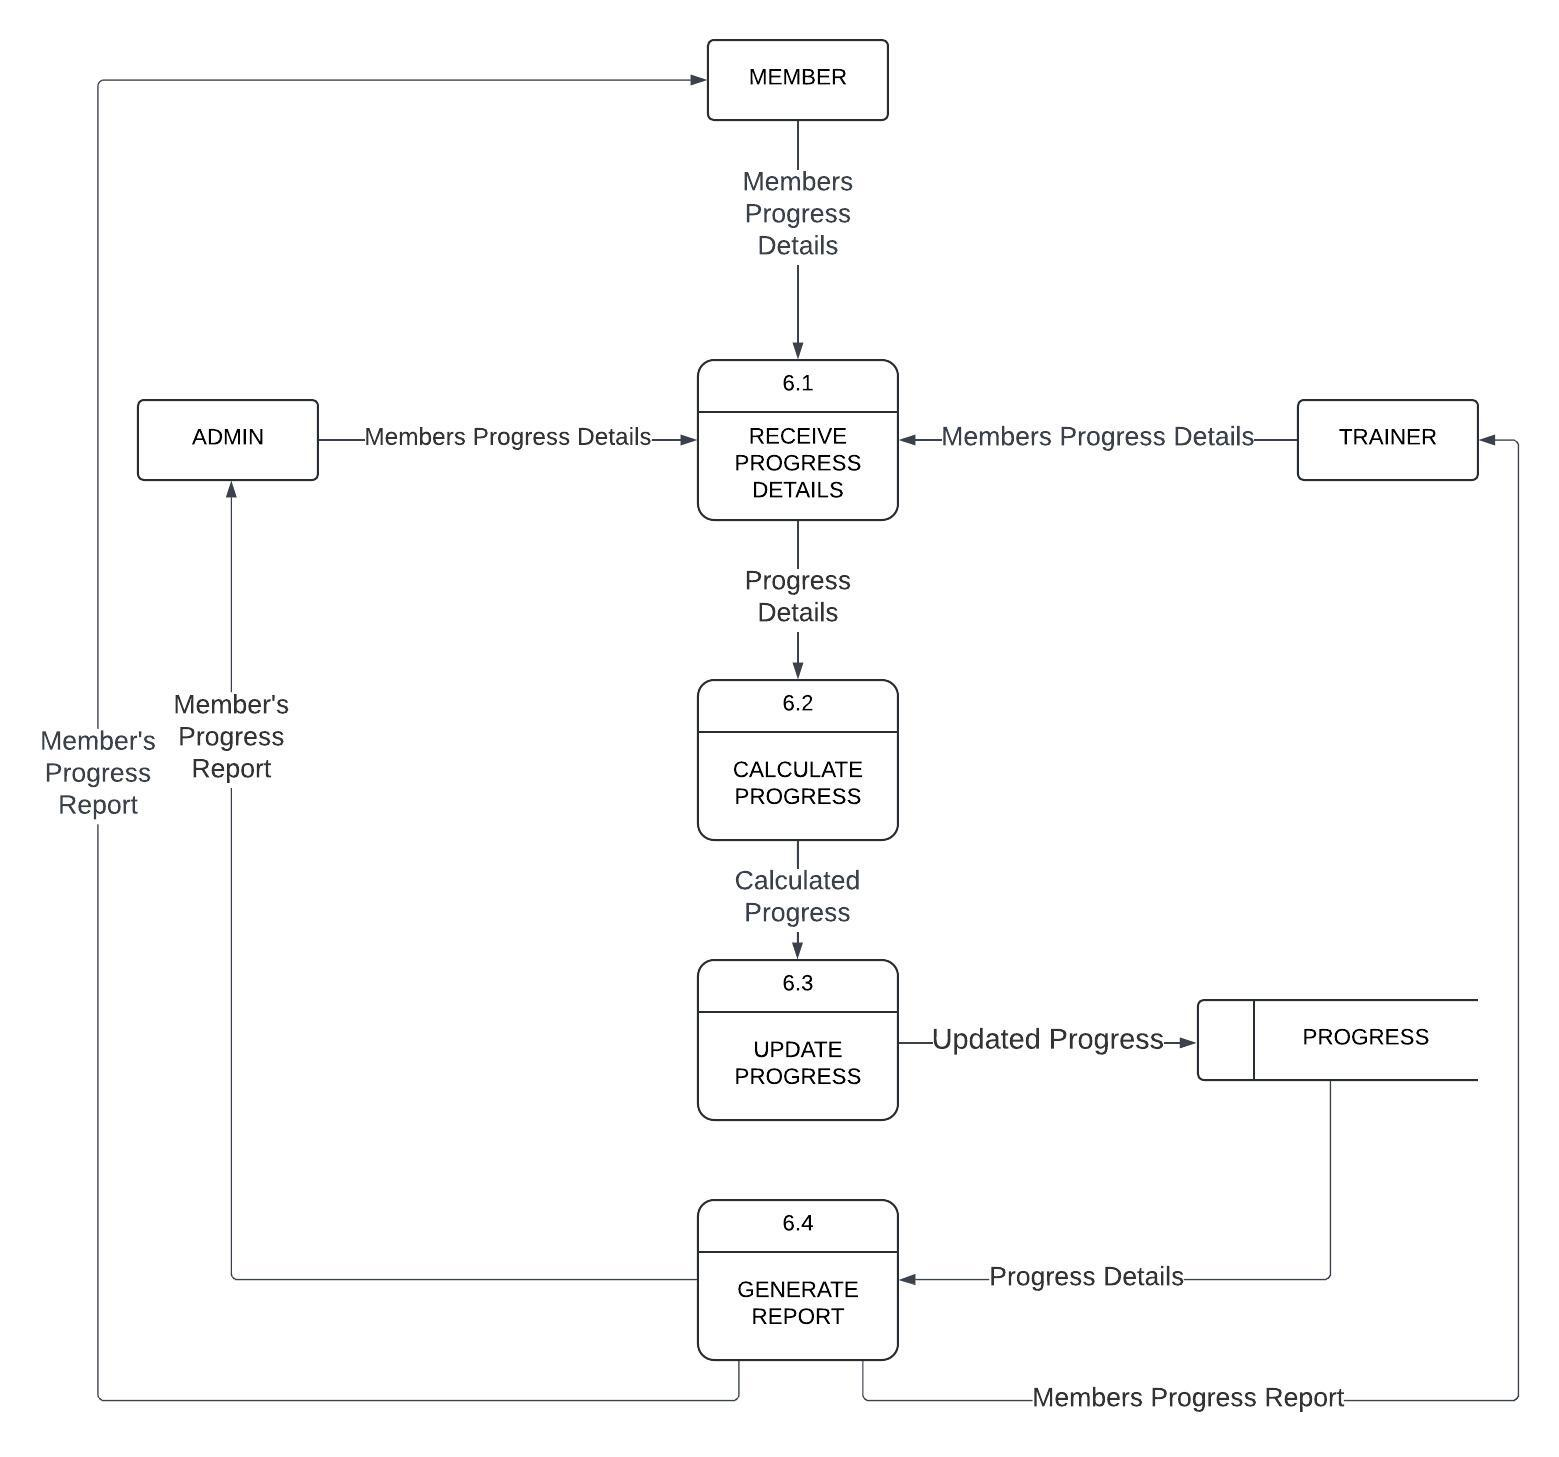 MEMBER
Members
Progress
Details
6.1
RECEIVE
PROGRESS
DETAILS
ADMIN
Members Progress Details
Members Progress Details
TRAINER
Progress
Details
6.2
CALCULATE
PROGRESS
Member's
Progress
Report
Member's
Progress
Report
Calculated
Progress
6.3
UPDATE
PROGRESS
Updated Progress
PROGRESS
6.4
GENERATE
REPORT
Progress Details
Members Progress Report